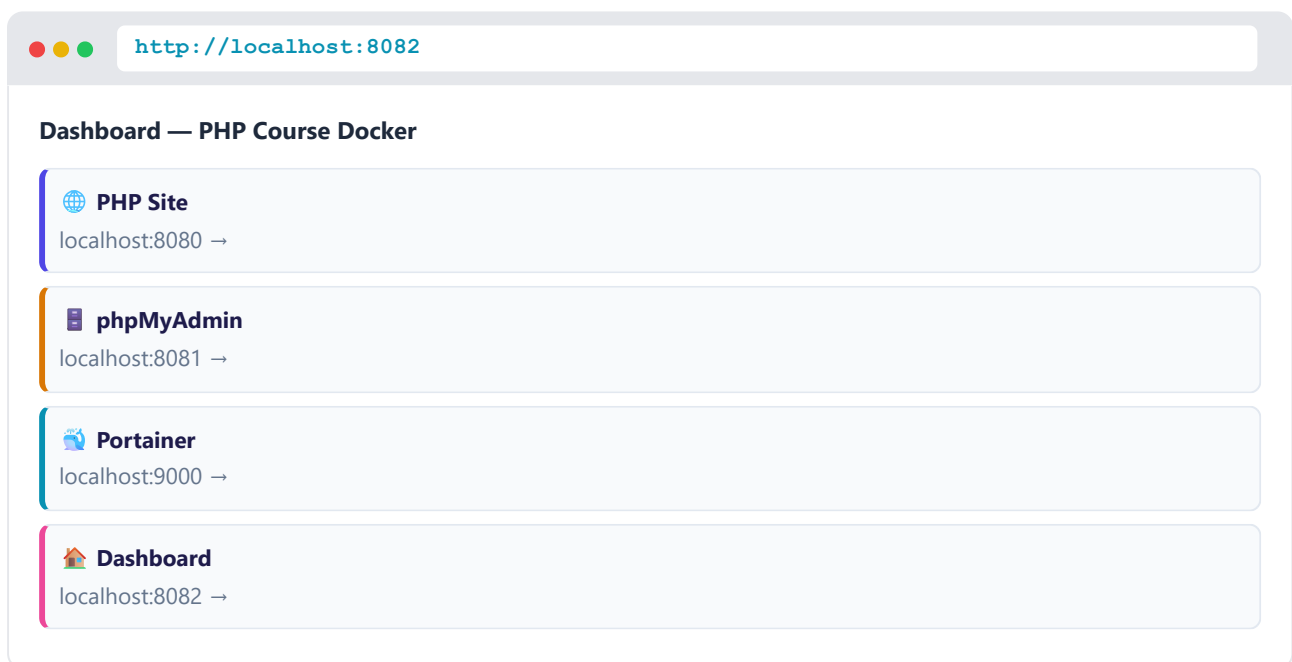 http://localhost:8082
Dashboard — PHP Course Docker
🌐 PHP Site
localhost:8080 →
🗄️ phpMyAdmin
localhost:8081 →
🐳 Portainer
localhost:9000 →
🏠 Dashboard
localhost:8082 →